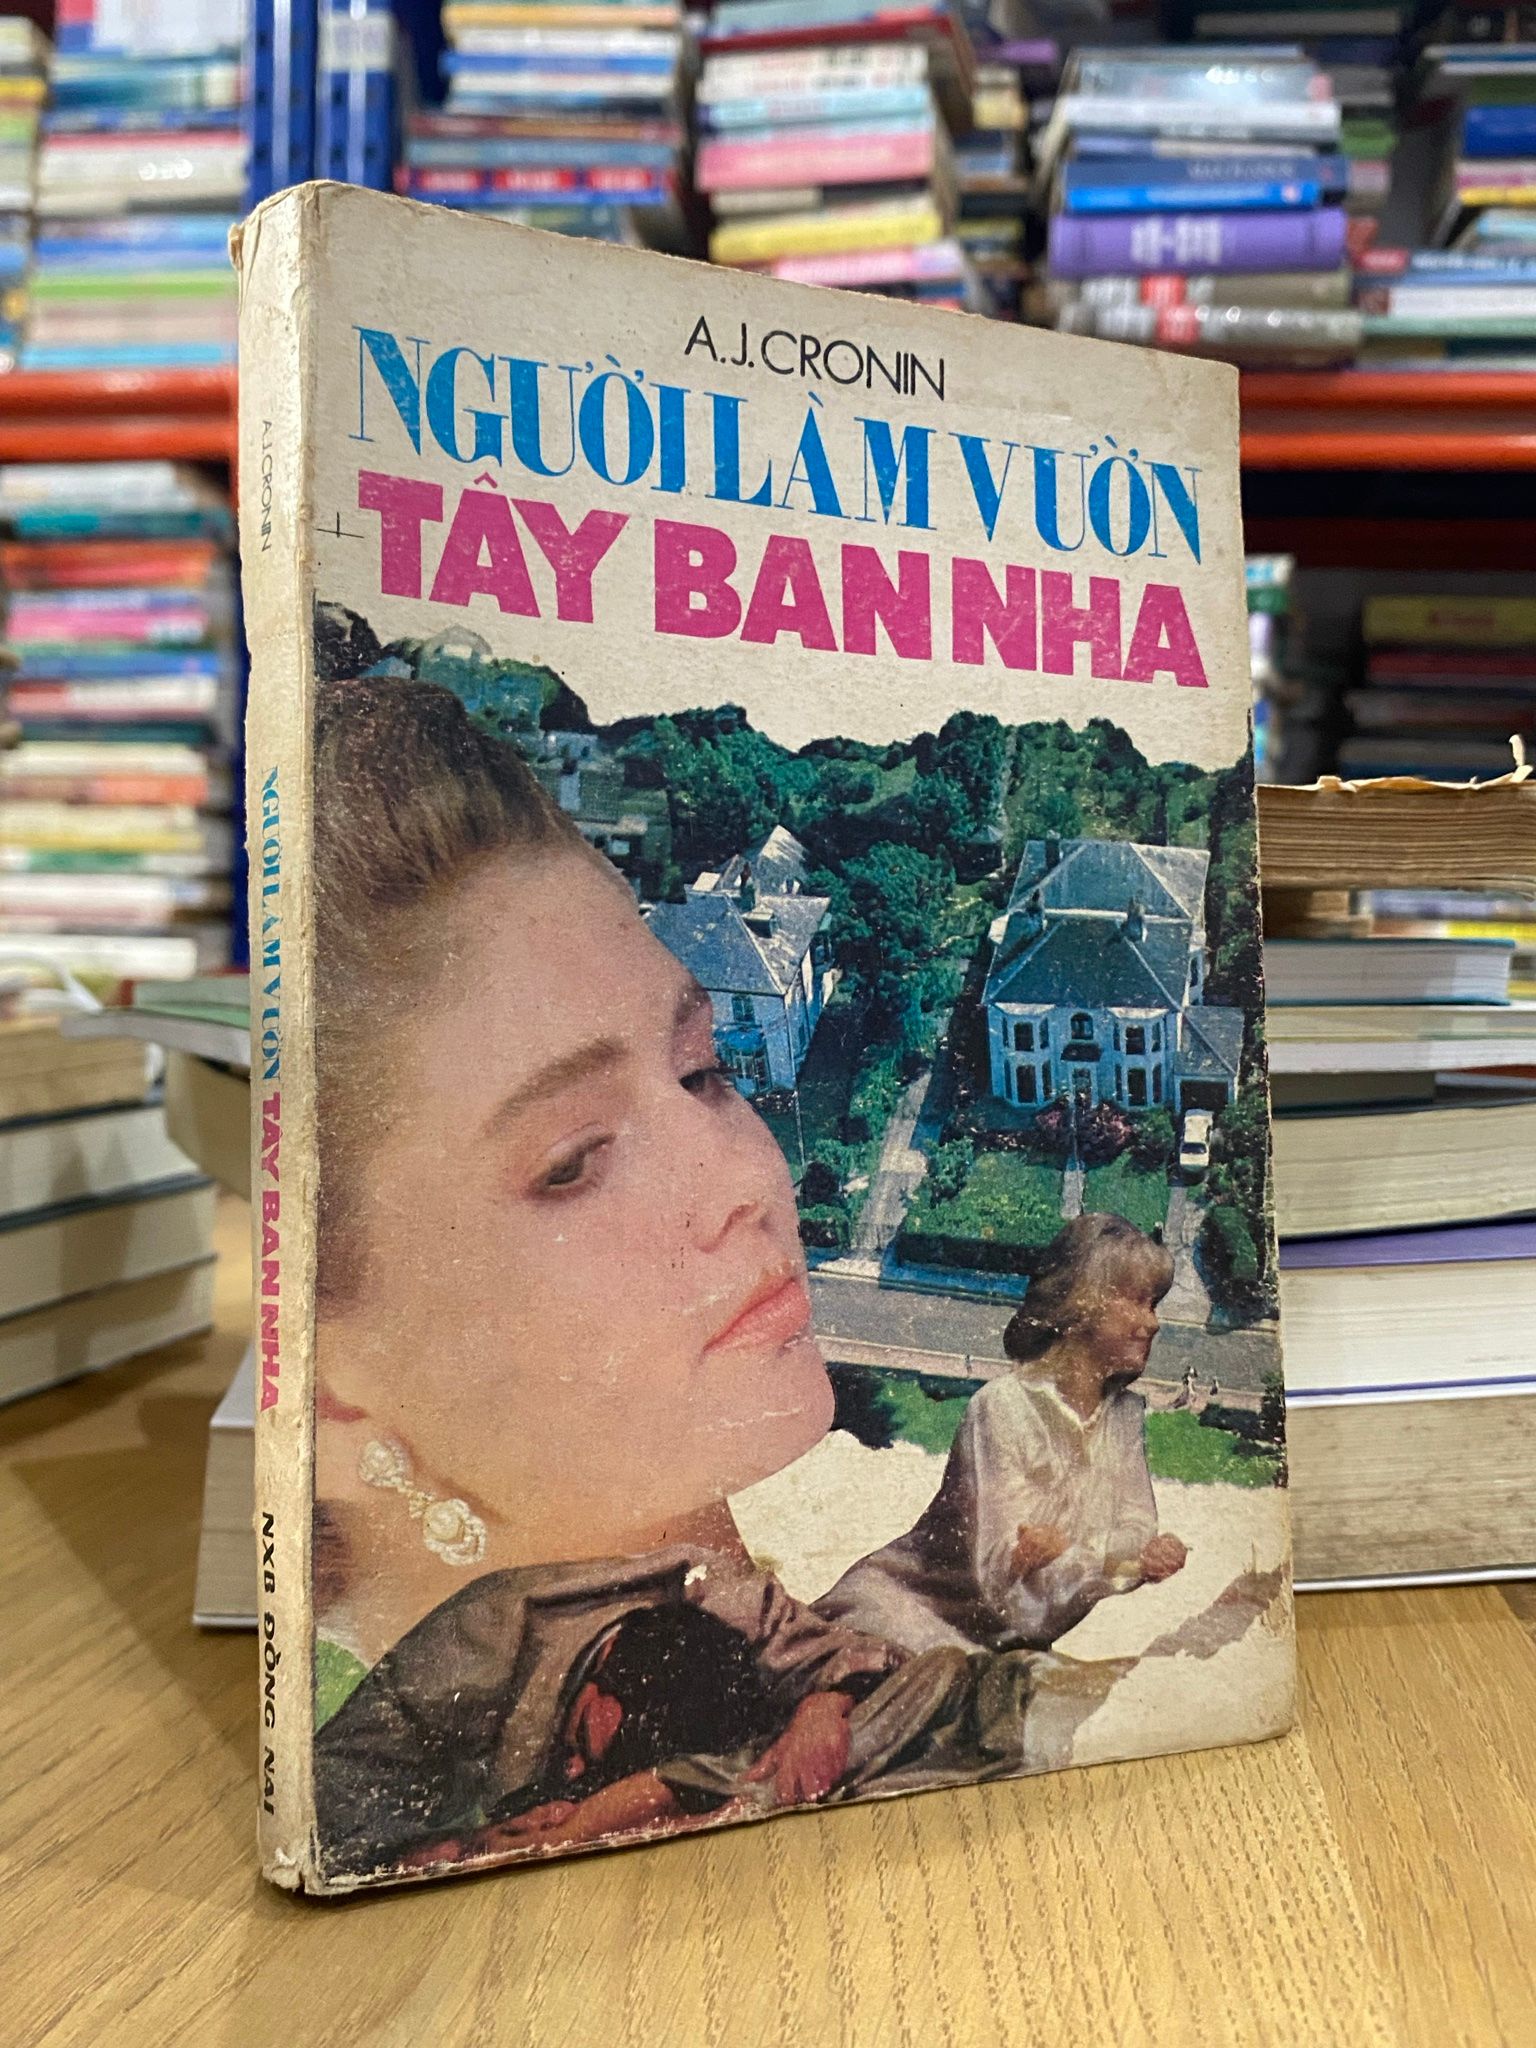 A.J.CRONIN
NGƯỜI LÀM VƯỜN
TÂY BAN NHA
A.J.CRONIN
NGƯỜI LÀM VƯỜN TÂY BAN NHA
NXB ĐỒNG NAI